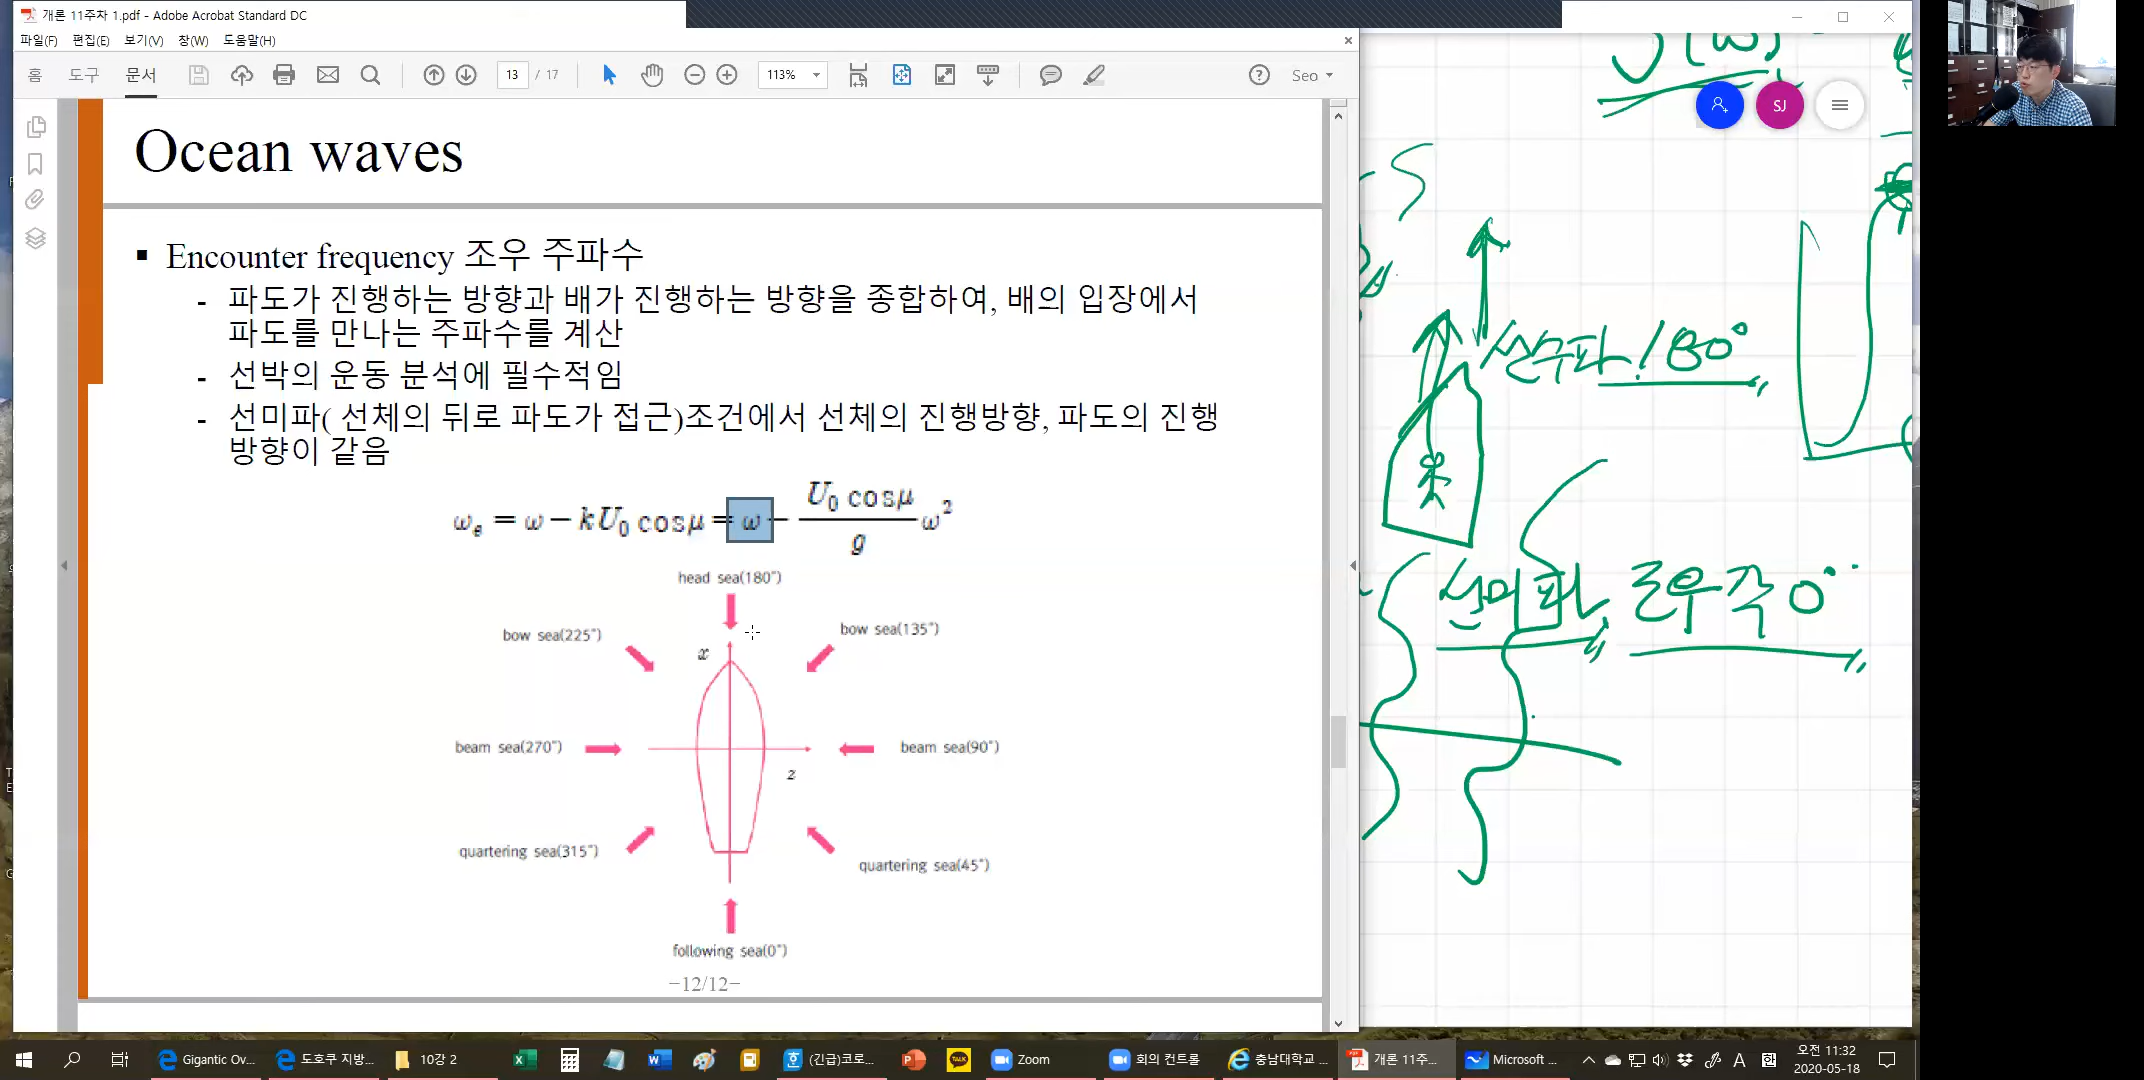 개론 11주차 1.pdf - Adobe Acrobat Standard DC
파일(F) 편집(E) 보기(V) 창(W) 도움말(H)
홈 도구 문서 13 / 17 113% Seo
SJ
Ocean waves
Encounter frequency 조우 주파수
- 파도가 진행하는 방향과 배가 진행하는 방향을 종합하여, 배의 입장에서
파도를 만나는 주파수를 계산
- 선박의 운동 분석에 필수적임
- 선미파( 선체의 뒤로 파도가 접근)조건에서 선체의 진행방향, 파도의 진행
방향이 같음
ωe = ω − kU0 cosμ = ω − U0 cosμ / g ω²
head sea(180°)
bow sea(225°)
bow sea(135°)
x
beam sea(270°)
beam sea(90°)
z
quartering sea(315°)
quartering sea(45°)
following sea(0°)
−12/12−
선수파 180°
선미파 조우각 0°
Gigantic Ov...
도호쿠 지방...
10강 2
(긴급)코로...
TALK
Zoom
회의 컨트롤
충남대학교 ...
개론 11주...
Microsoft ...
A 한
오전 11:32
2020-05-18